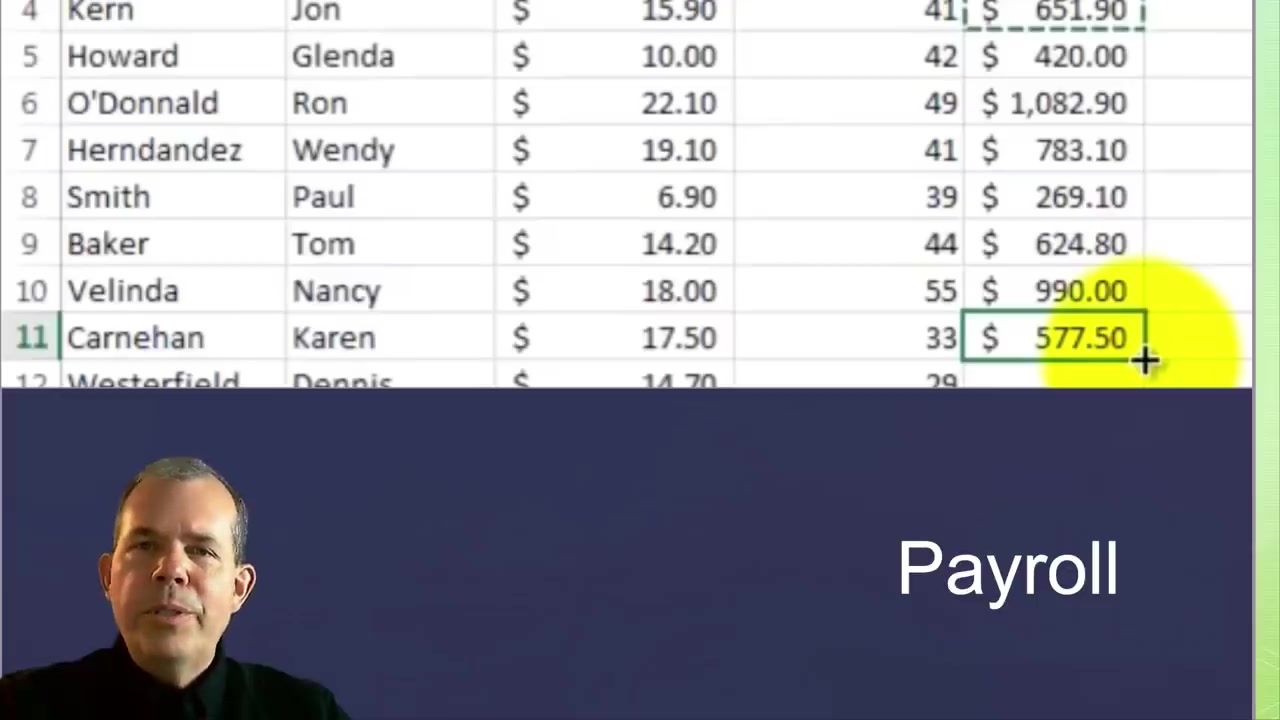 4 Kern Jon $ 15.90 41 $ 651.90
5 Howard Glenda $ 10.00 42 $ 420.00
6 O'Donnald Ron $ 22.10 49 $ 1,082.90
7 Herndandez Wendy $ 19.10 41 $ 783.10
8 Smith Paul $ 6.90 39 $ 269.10
9 Baker Tom $ 14.20 44 $ 624.80
10 Velinda Nancy $ 18.00 55 $ 990.00
11 Carnehan Karen $ 17.50 33 $ 577.50
12 Westerfield Dennis $ 14.70 29
Payroll